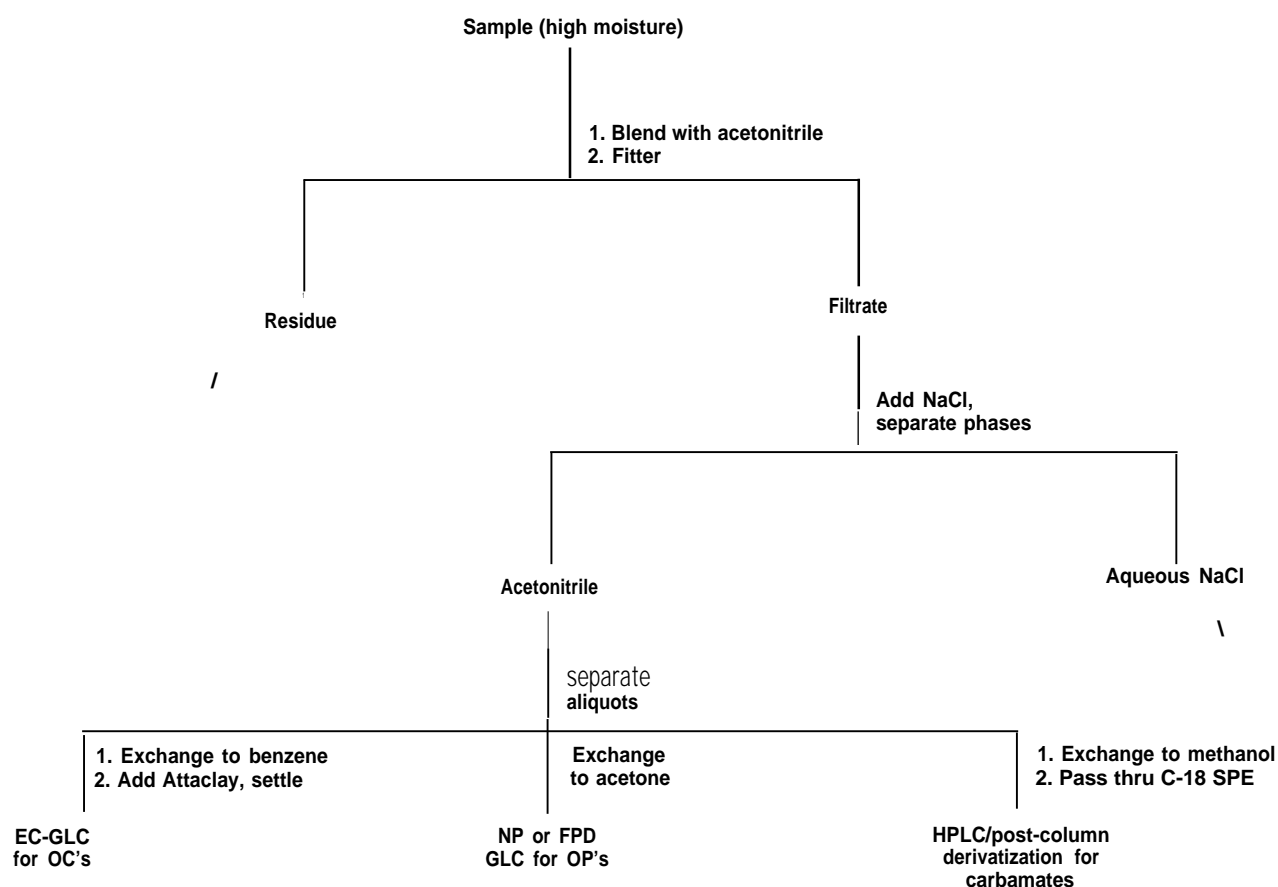 Sample (high moisture)
1. Blend with acetonitrile
2. Fitter
Residue
Filtrate
/
Add NaCl,
separate phases
Acetonitrile
Aqueous NaCl
\
separate
aliquots
1. Exchange to benzene
2. Add Attaclay, settle
Exchange
to acetone
1. Exchange to methanol
2. Pass thru C-18 SPE
EC-GLC
for OC's
NP or FPD
GLC for OP's
HPLC/post-column
derivatization for
carbamates